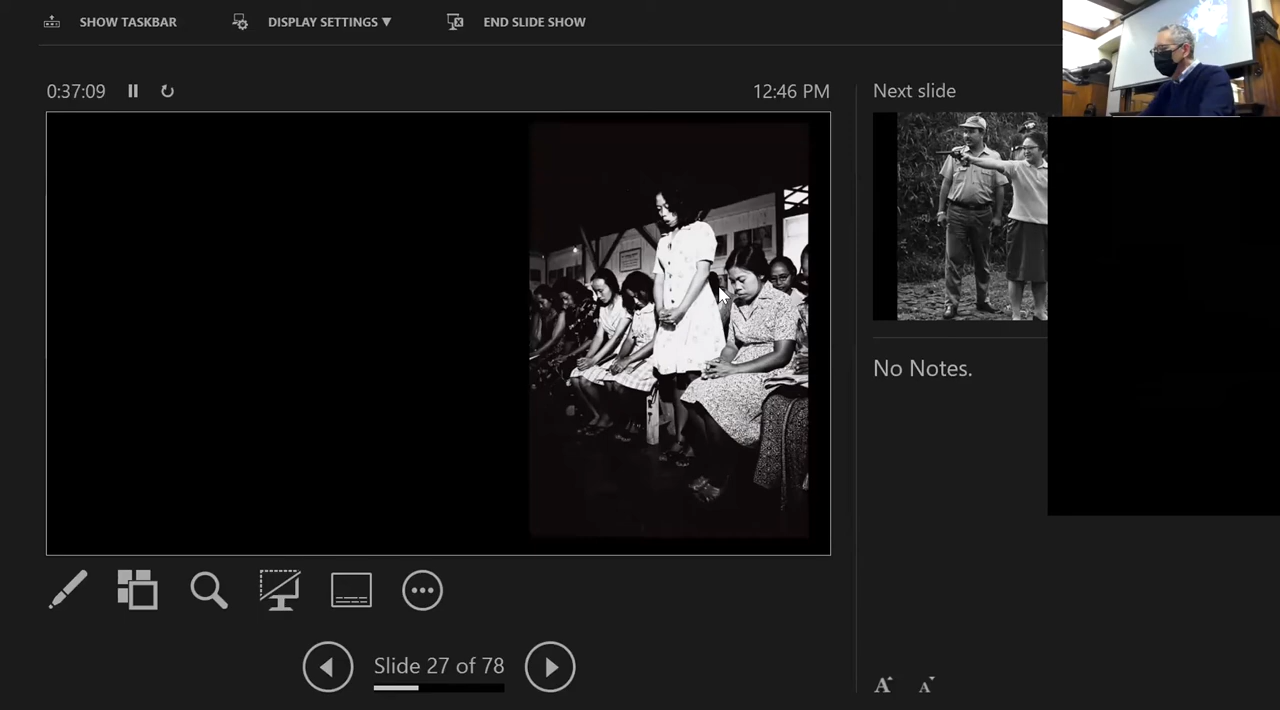 SHOW TASKBAR
DISPLAY SETTINGS ▼
END SLIDE SHOW
0:37:09
12:46 PM
Next slide
No Notes.
Slide 27 of 78
A A